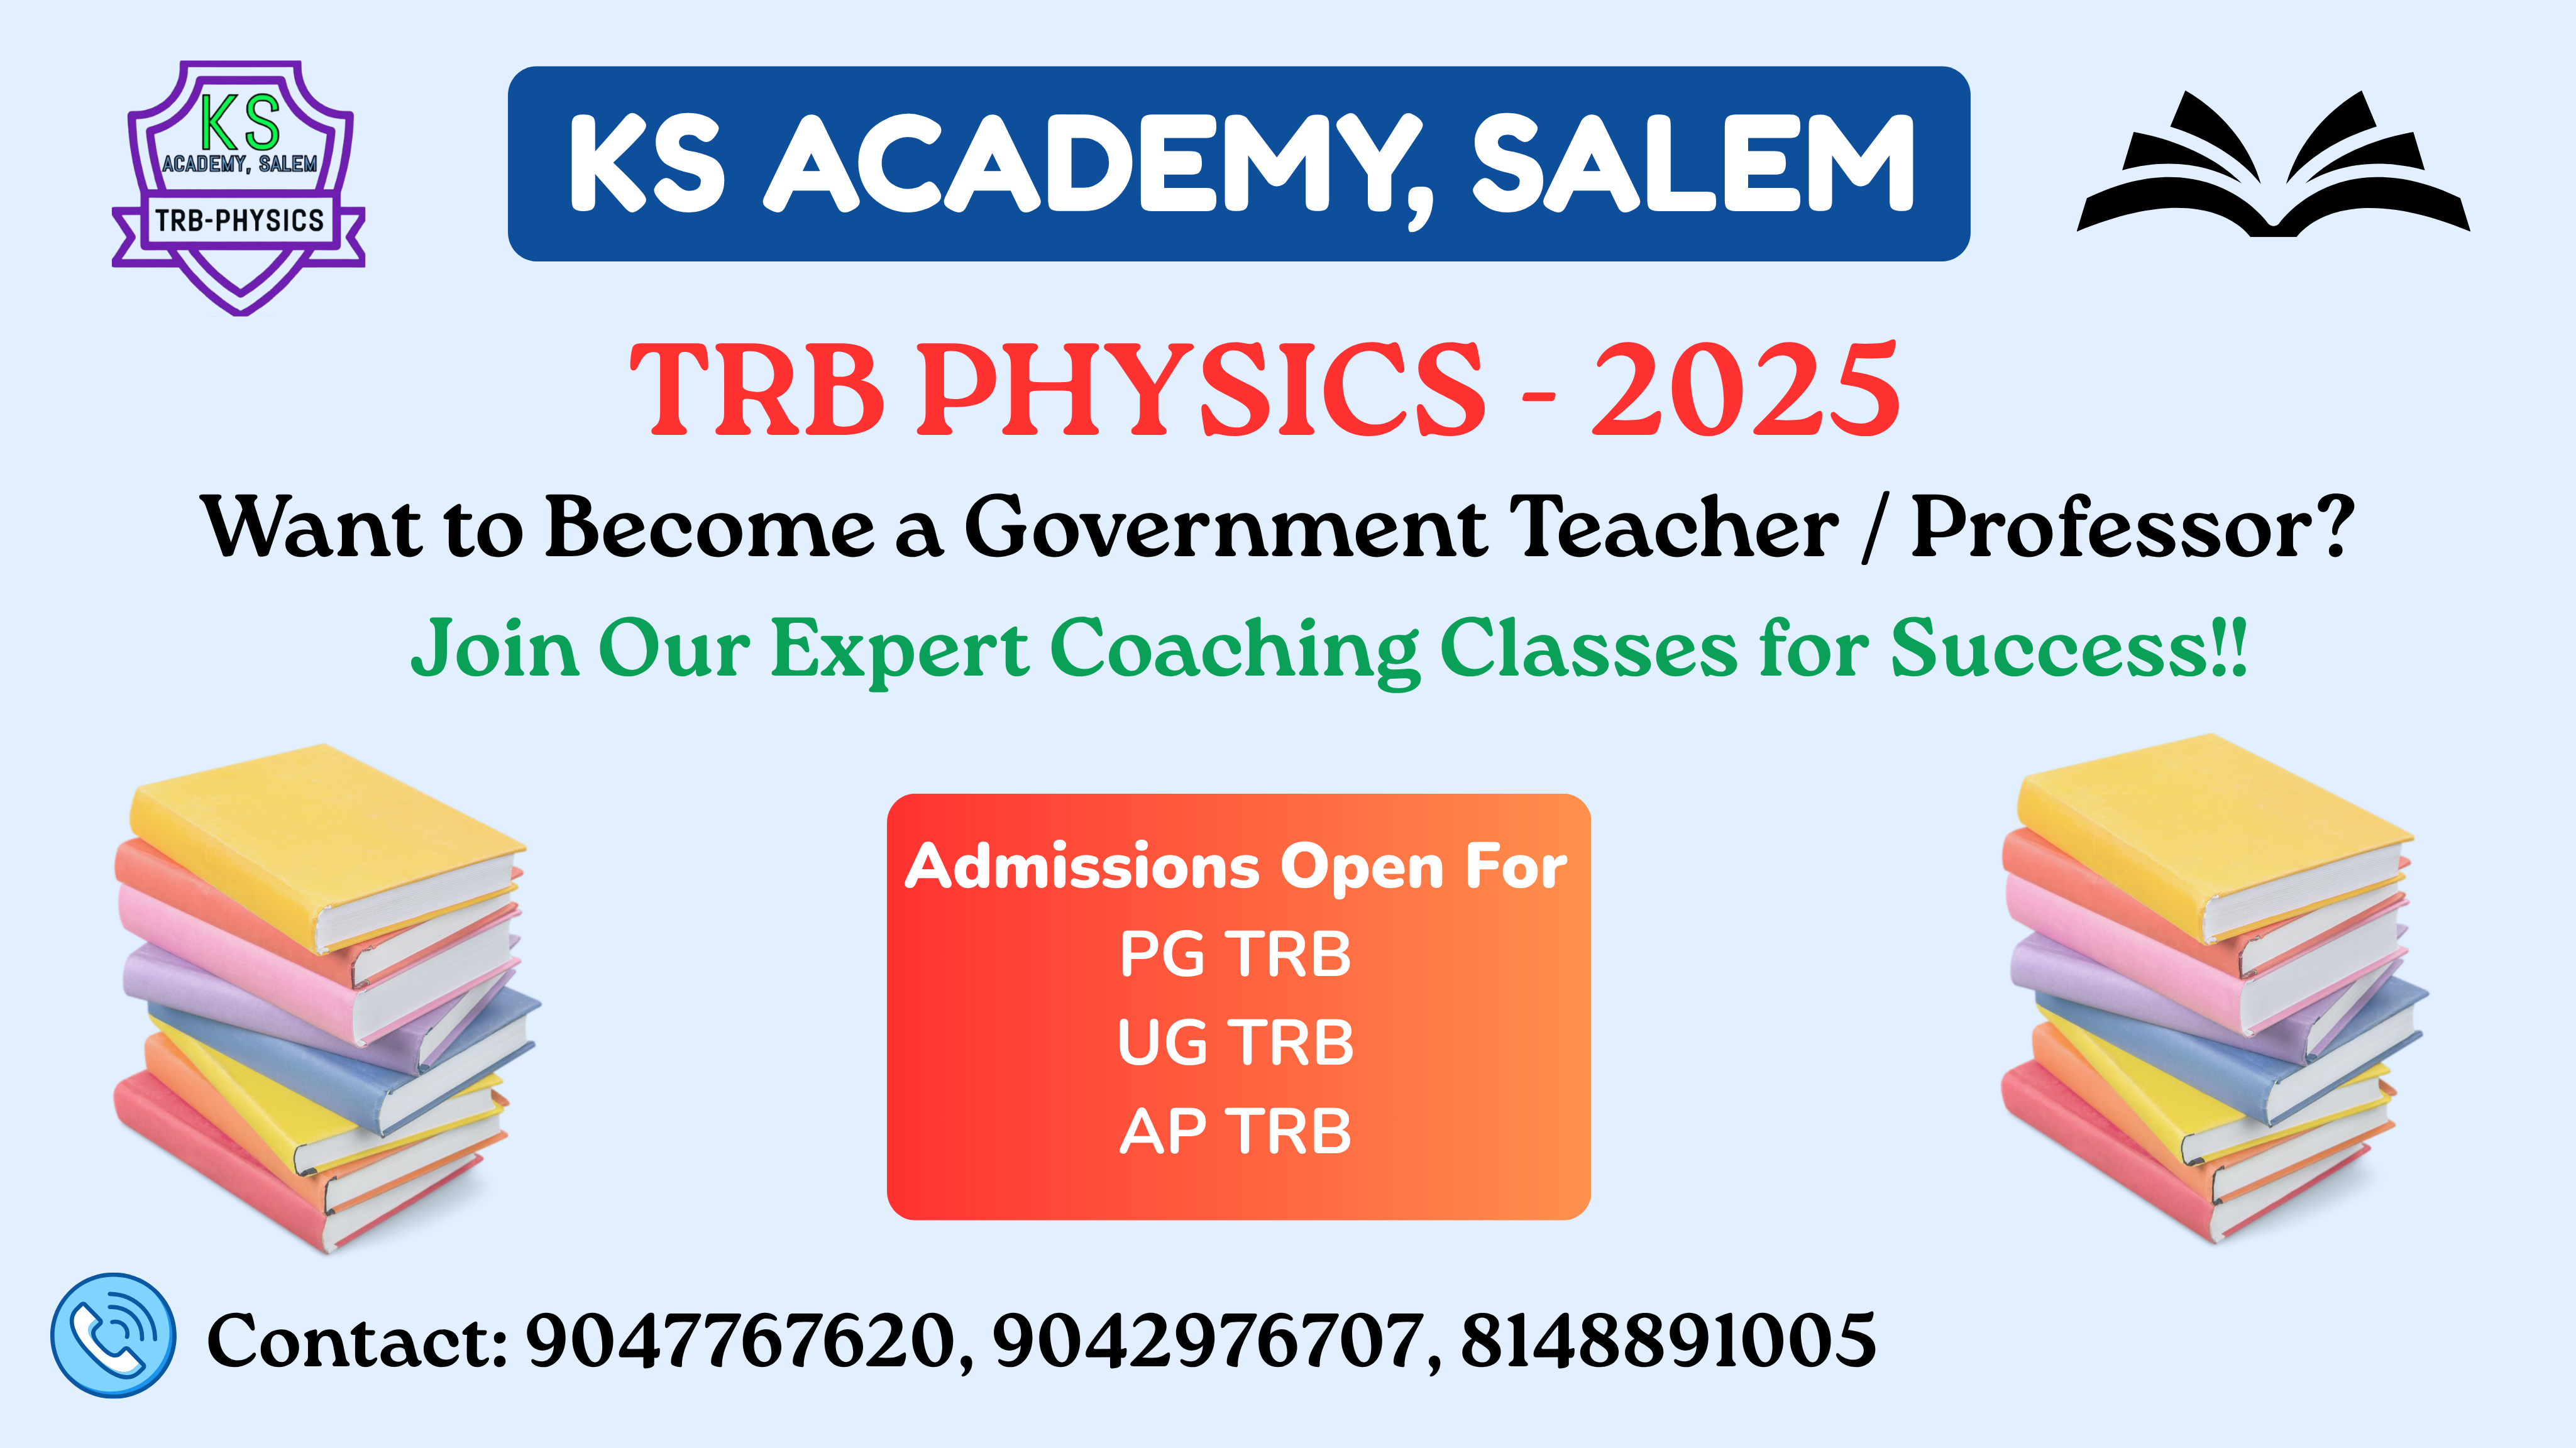 KS
ACADEMY, SALEM
TRB-PHYSICS
KS ACADEMY, SALEM
TRB PHYSICS - 2025
Want to Become a Government Teacher / Professor?
Join Our Expert Coaching Classes for Success!!
Admissions Open For
PG TRB
UG TRB
AP TRB
Contact: 9047767620, 9042976707, 8148891005